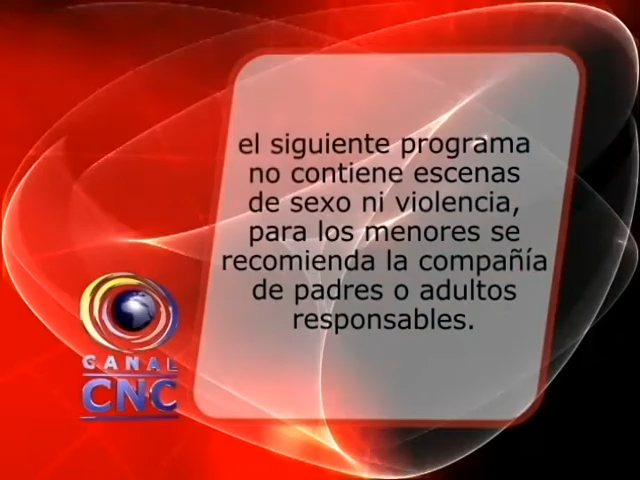 el siguiente programa
no contiene escenas
de sexo ni violencia,
para los menores se
recomienda la compañía
de padres o adultos
responsables.
CANAL
CNC